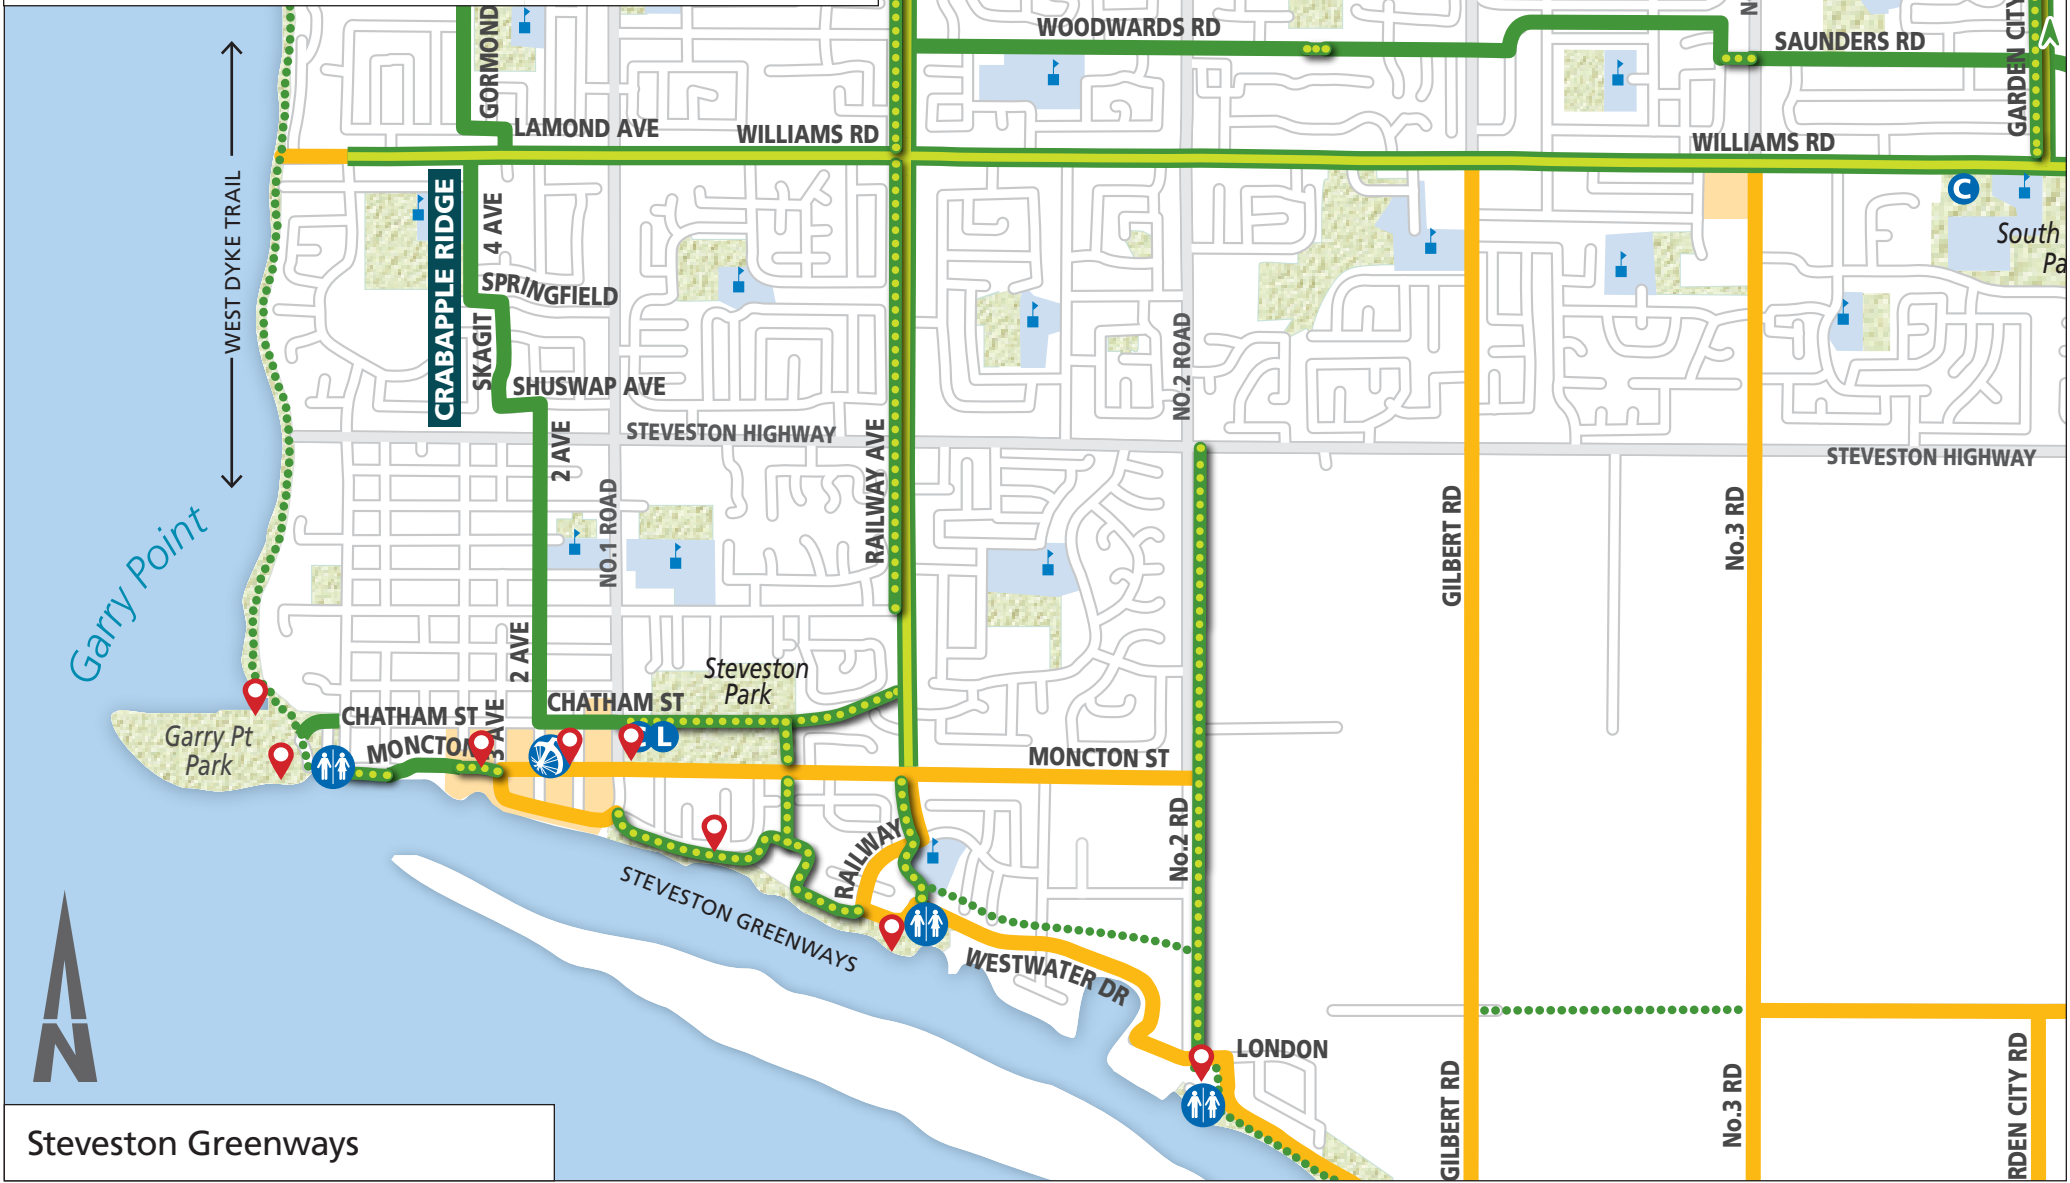 WOODWARDS RD
SAUNDERS RD
GARDEN CITY
GORMOND
LAMOND AVE
WILLIAMS RD
WILLIAMS RD
WEST DYKE TRAIL
CRABAPPLE RIDGE
4 AVE
C
South
Pa
SPRINGFIELD
SKAGIT
SHUSWAP AVE
NO.2 ROAD
2 AVE
STEVESTON HIGHWAY
RAILWAY AVE
STEVESTON HIGHWAY
NO.1 ROAD
GILBERT RD
No.3 RD
Garry Point
2 AVE
Steveston
Park
CHATHAM ST
CHATHAM ST
3 AVE
L
Garry Pt
Park
MONCTON
MONCTON ST
No.2 RD
RAILWAY
STEVESTON GREENWAYS
WESTWATER DR
LONDON
GILBERT RD
No.3 RD
RDEN CITY RD
N
Steveston Greenways